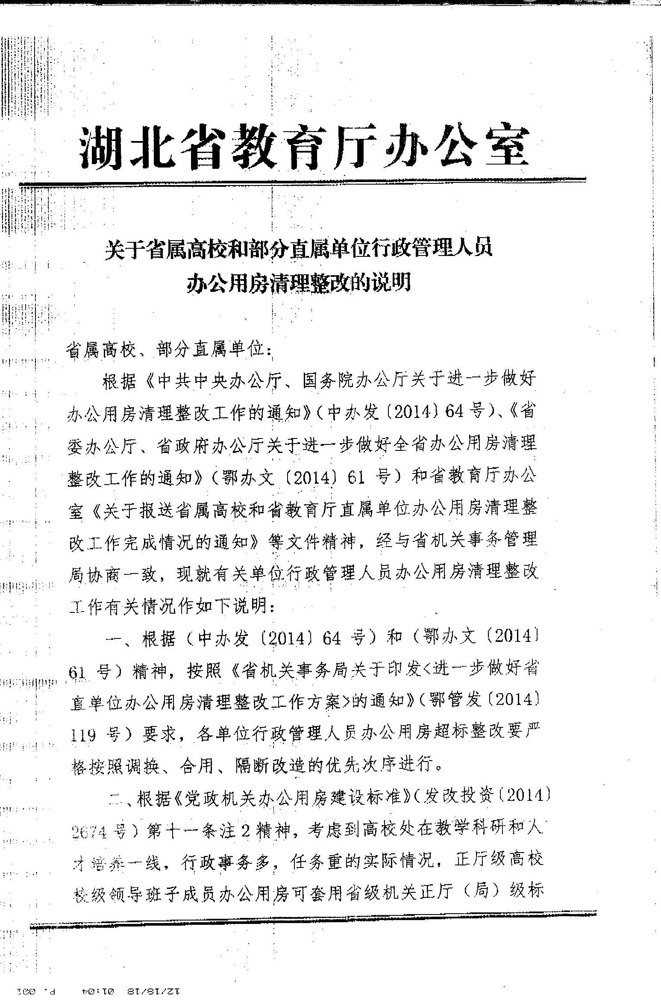 湖北省教育厅办公室
关于省属高校和部分直属单位行政管理人员
办公用房清理整改的说明
省属高校、部分直属单位：
根据《中共中央办公厅、国务院办公厅关于进一步做好
办公用房清理整改工作的通知》（中办发〔2014〕64号）、《省
委办公厅、省政府办公厅关于进一步做好全省办公用房清理
整改工作的通知》（鄂办文〔2014〕61 号）和省教育厅办公
室《关于报送省属高校和省教育厅直属单位办公用房清理整
改工作完成情况的通知》等文件精神，经与省机关事务管理
局协商一致，现就有关单位行政管理人员办公用房清理整改
工作有关情况作如下说明：
一、根据（中办发〔2014〕64 号）和（鄂办文〔2014〕
61 号）精神，按照《省机关事务局关于印发<进一步做好省
直单位办公用房清理整改工作方案>的通知》（鄂管发〔2014〕
119 号）要求，各单位行政管理人员办公用房超标整改要严
格按照调换、合用、隔断改造的优先次序进行。
二、根据《党政机关办公用房建设标准》（发改投资〔2014〕
2674号）第十一条注2精神，考虑到高校处在教学科研和人
才培养一线，行政事务多，任务重的实际情况，正厅级高校
校级领导班子成员办公用房可套用省级机关正厅（局）级标
12/18/18 01:04 P. 001